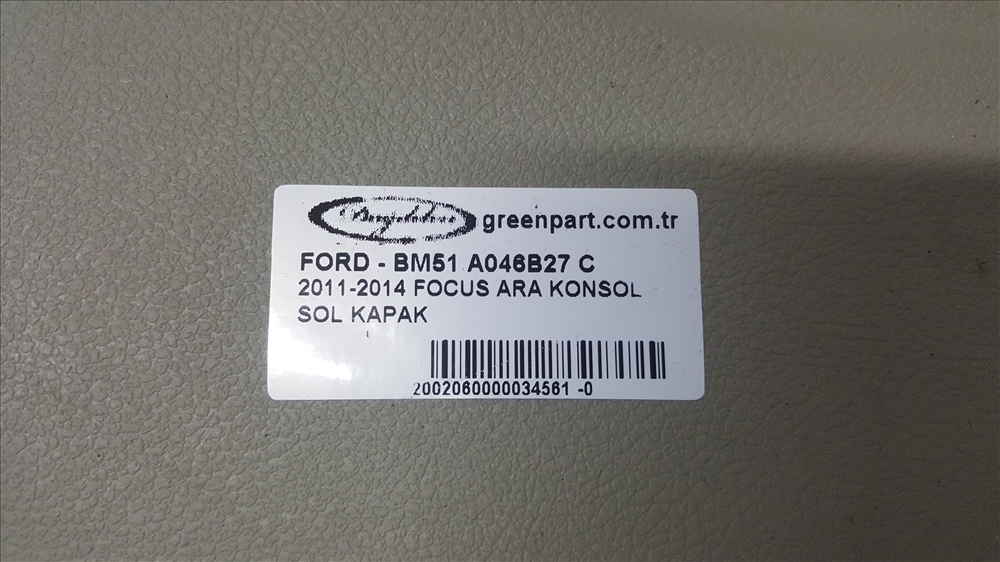 greenpart.com.tr
FORD - BM51 A046B27 C
2011-2014 FOCUS ARA KONSOL
SOL KAPAK
2002060000034561 -0